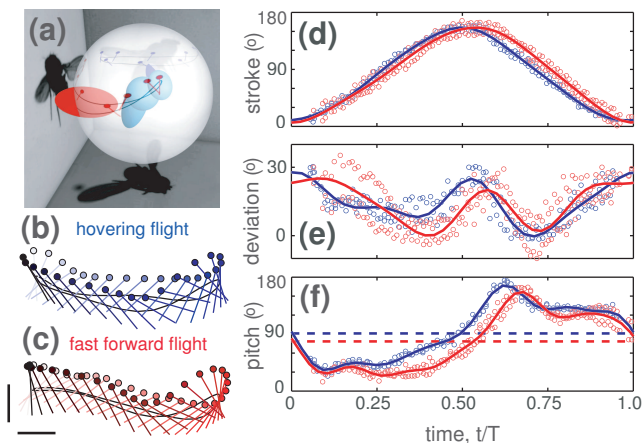 (a)
(b) hovering flight
(c) fast forward flight
(d)
stroke (º)
180
90
0
(e)
deviation (º)
30
0
(f)
pitch (º)
180
90
0
0 0.25 0.50 0.75 1.0
time, t/T